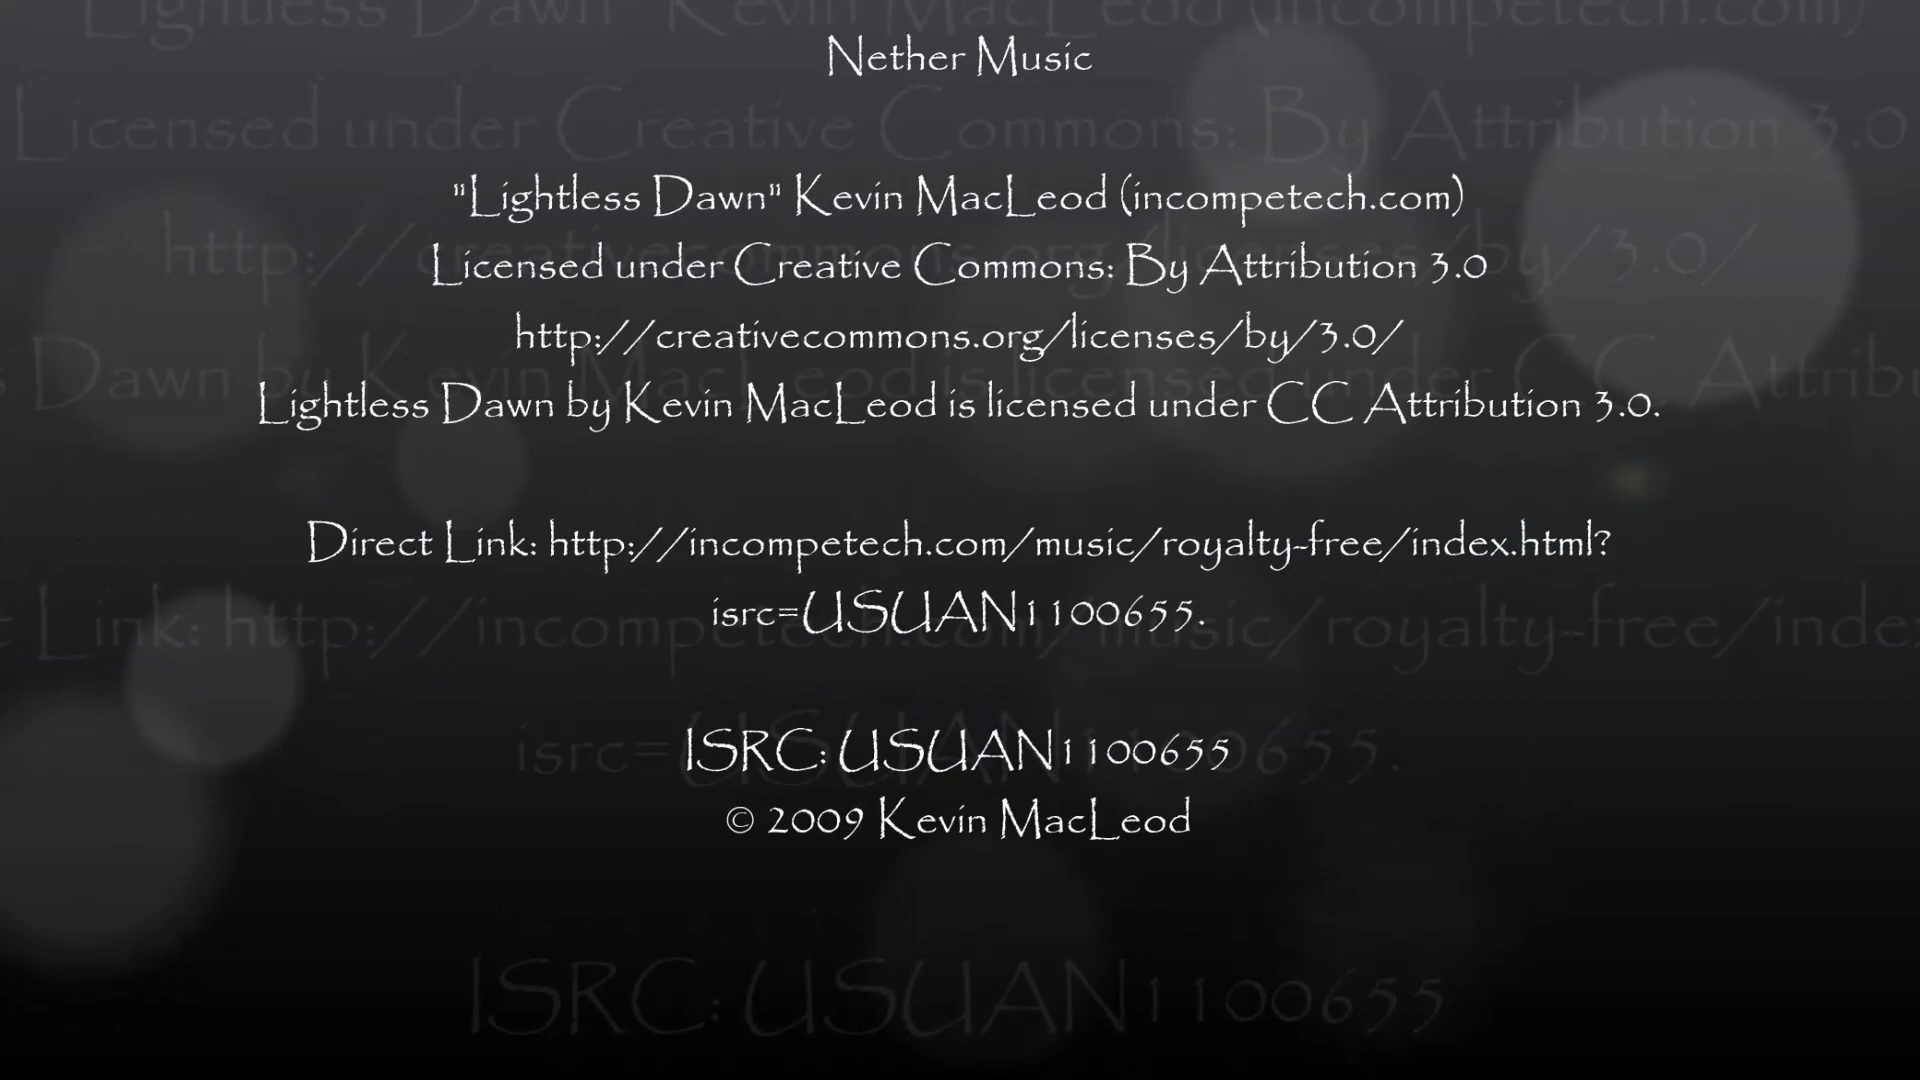 Nether Music
"Lightless Dawn" Kevin MacLeod (incompetech.com)
Licensed under Creative Commons: By Attribution 3.0
http://creativecommons.org/licenses/by/3.0/
Lightless Dawn by Kevin MacLeod is licensed under CC Attribution 3.0.
Direct Link: http://incompetech.com/music/royalty-free/index.html?
isrc=USUAN1100655.
ISRC: USUAN1100655
© 2009 Kevin MacLeod